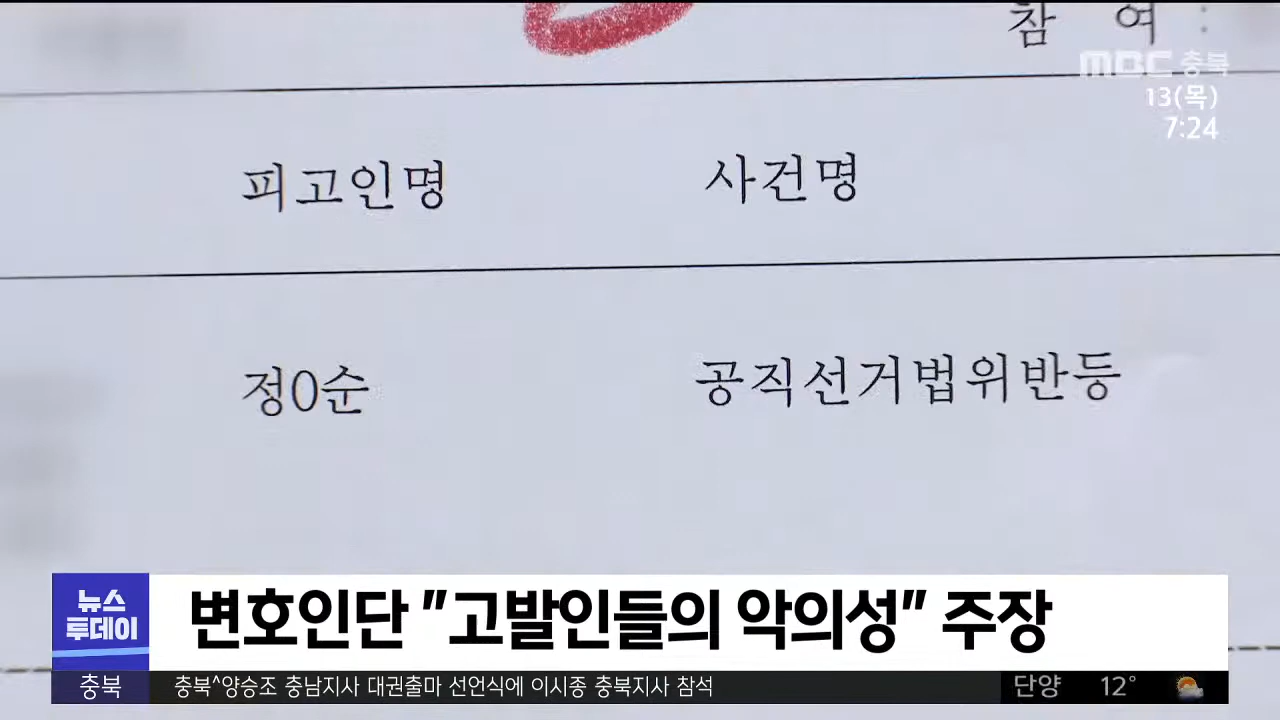 참 여 :
MBC 충북
13(목)
7:24
피고인명 사건명
정O순 공직선거법위반등
뉴스
투데이
변호인단 "고발인들의 악의성" 주장
충북 충북^양승조 충남지사 대권출마 선언식에 이시종 충북지사 참석 단양 12°